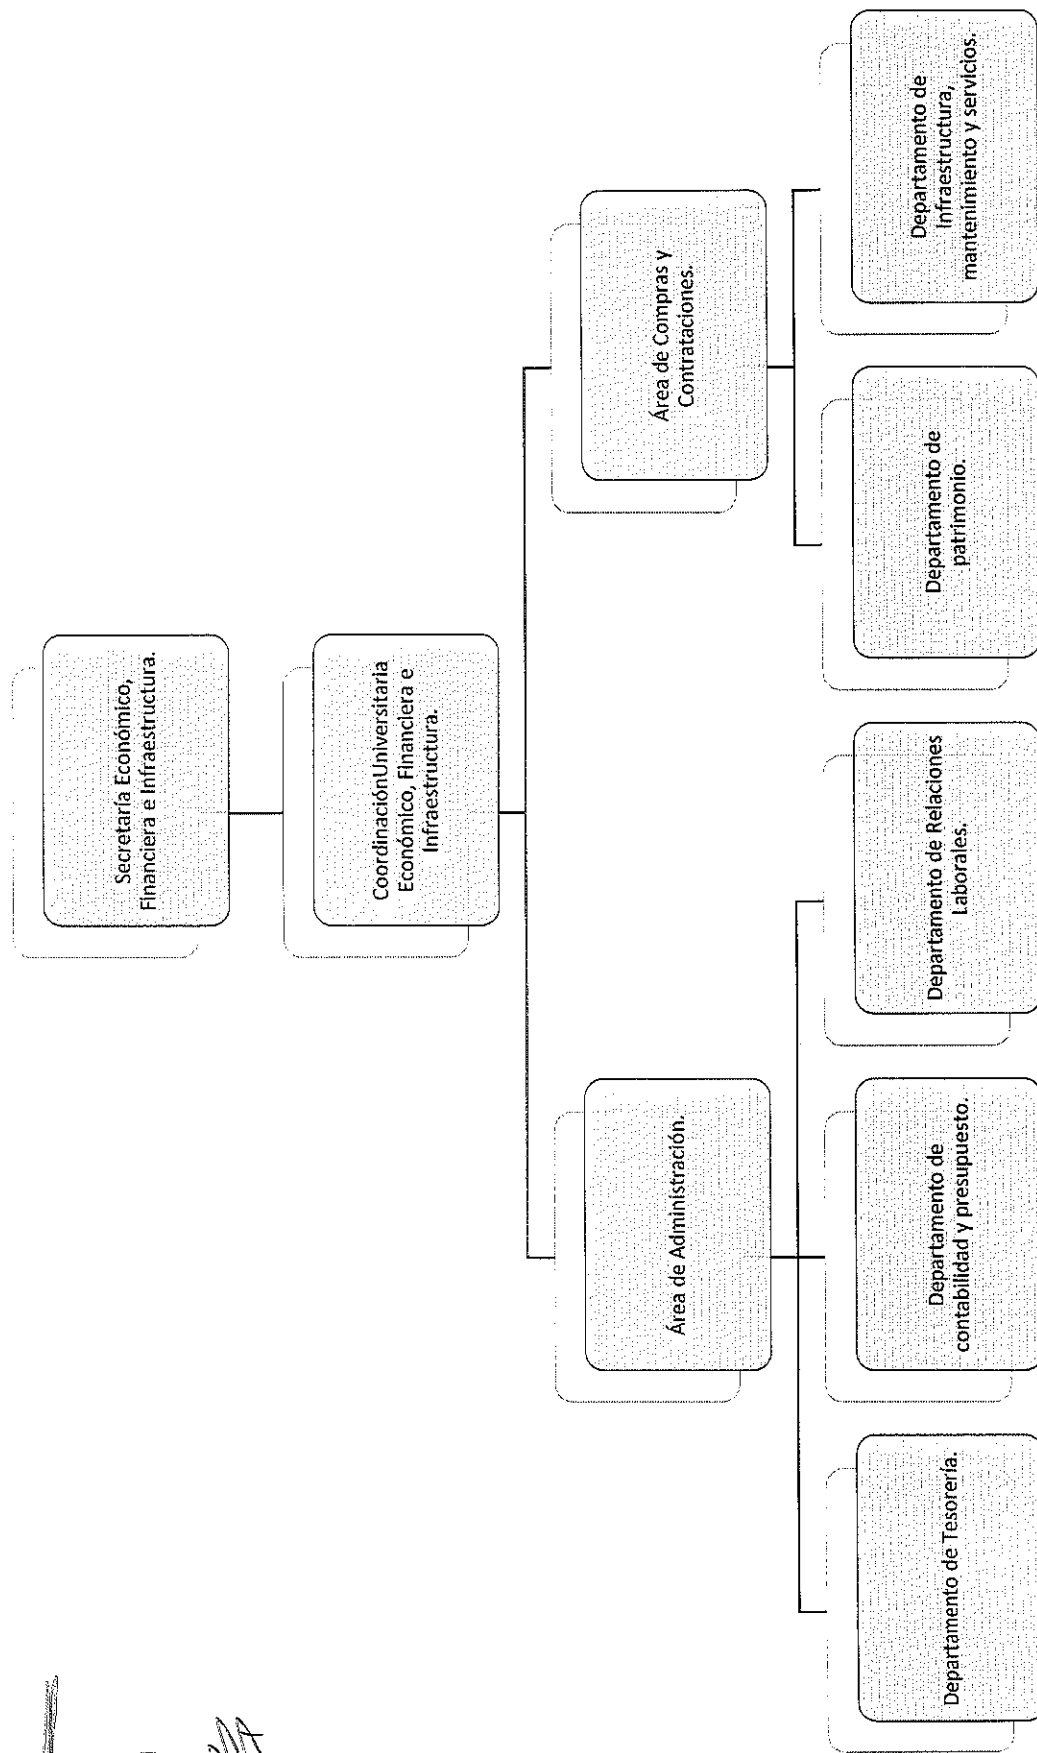 Secretaría Económico,
Financiera e Infraestructura.
CoordinaciónUniversitaria
Económico, Financiera e
Infraestructura.
Área de Administración.
Área de Compras y
Contrataciones.
Departamento de Tesorería.
Departamento de
contabilidad y presupuesto.
Departamento de Relaciones
Laborales.
Departamento de
patrimonio.
Departamento de
Infraestructura,
mantenimiento y servicios.